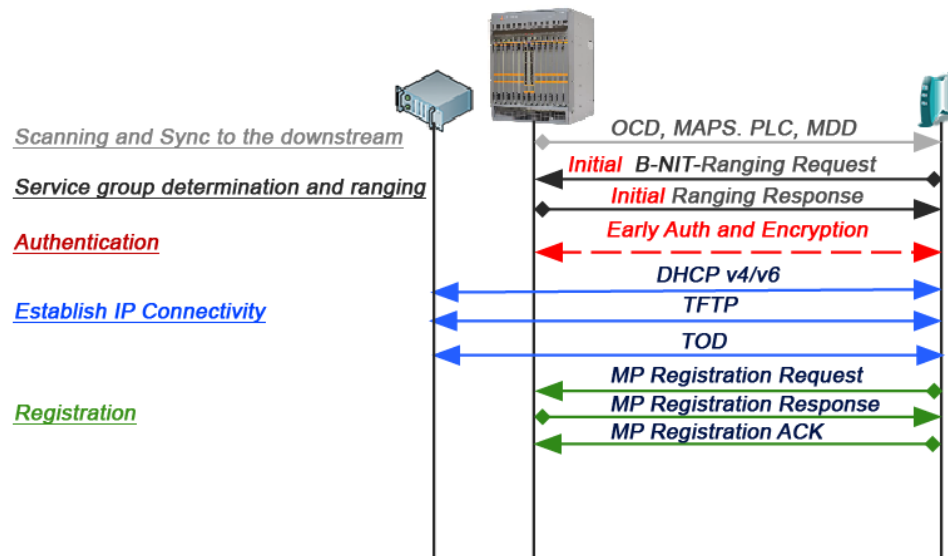 Scanning and Sync to the downstream
OCD, MAPS. PLC, MDD
Initial B-NIT-Ranging Request
Service group determination and ranging
Initial Ranging Response
Authentication
Early Auth and Encryption
DHCP v4/v6
Establish IP Connectivity
TFTP
TOD
MP Registration Request
Registration
MP Registration Response
MP Registration ACK